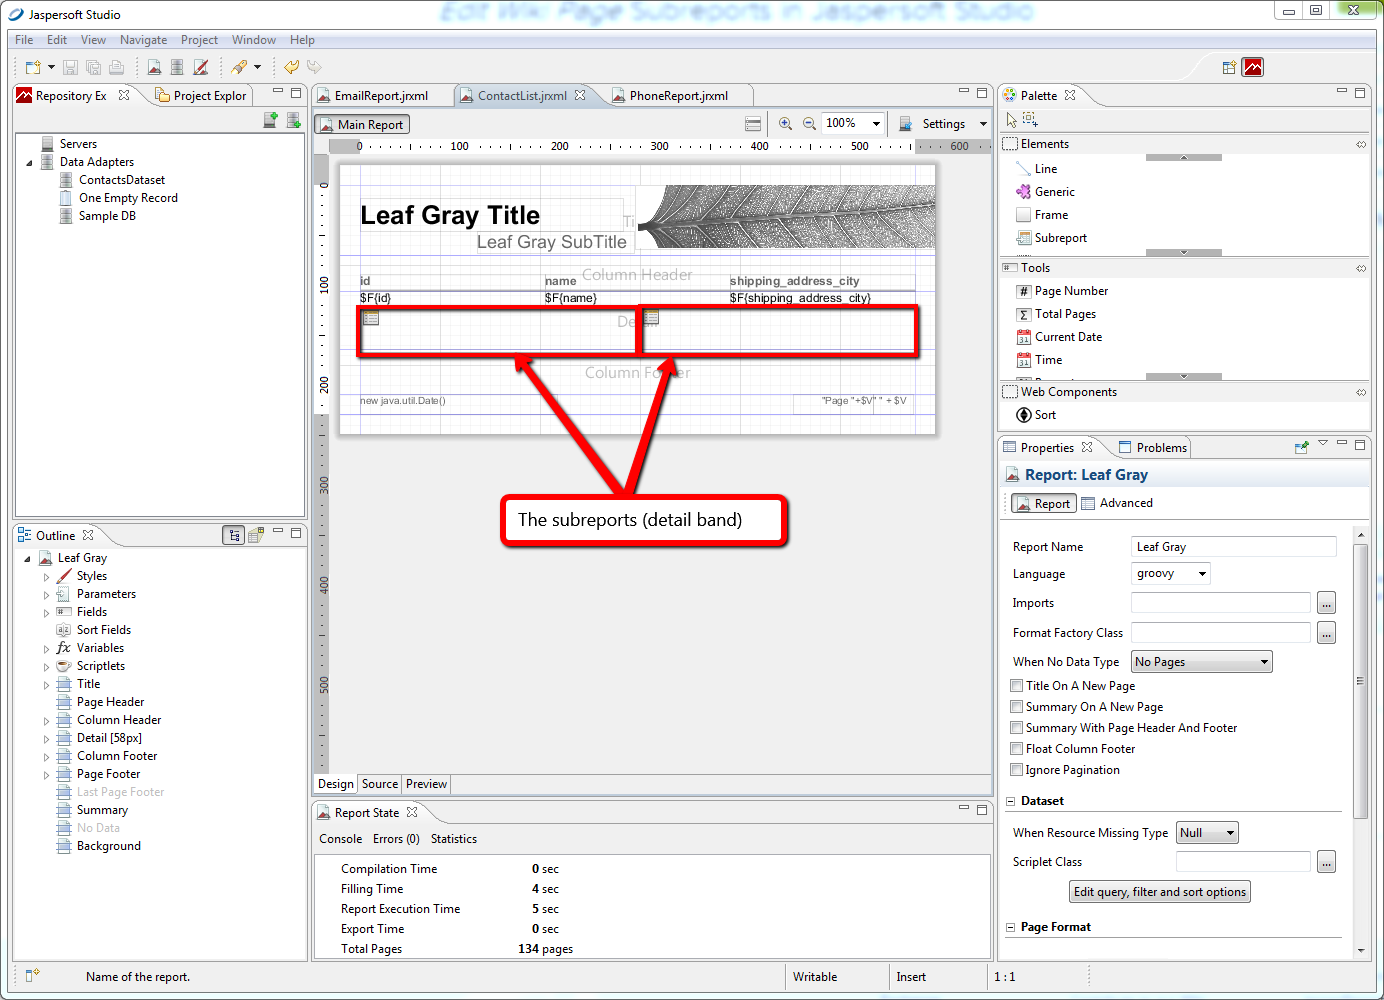 Jaspersoft Studio
Edit Wiki Page Subreports in Jaspersoft Studio
File Edit View Navigate Project Window Help
Repository Ex
Project Explor
Servers
Data Adapters
ContactsDataset
One Empty Record
Sample DB
Outline
Leaf Gray
Styles
Parameters
Fields
Sort Fields
Variables
Scriptlets
Title
Page Header
Column Header
Detail [58px]
Column Footer
Page Footer
Last Page Footer
Summary
No Data
Background
EmailReport.jrxml
ContactList.jrxml
PhoneReport.jrxml
Main Report
100%
Settings
0 100 200 300 400 500 600
0
100
200
300
400
500
Leaf Gray Title
Leaf Gray SubTitle
Column Header
id name shipping_address_city
$F{id} $F{name} $F{shipping_address_city}
Column Footer
new java.util.Date()
"Page "+$V" " + $V
The subreports (detail band)
Design Source Preview
Report State
Console Errors (0) Statistics
Compilation Time 0 sec
Filling Time 4 sec
Report Execution Time 5 sec
Export Time 0 sec
Total Pages 134 pages
Palette
Elements
Line
Generic
Frame
Subreport
Tools
Page Number
Total Pages
Current Date
Time
Web Components
Sort
Properties
Problems
Report: Leaf Gray
Report Advanced
Report Name Leaf Gray
Language groovy
Imports ...
Format Factory Class ...
When No Data Type No Pages
Title On A New Page
Summary On A New Page
Summary With Page Header And Footer
Float Column Footer
Ignore Pagination
Dataset
When Resource Missing Type Null
Scriplet Class ...
Edit query, filter and sort options
Page Format
Name of the report.
Writable
Insert
1 : 1